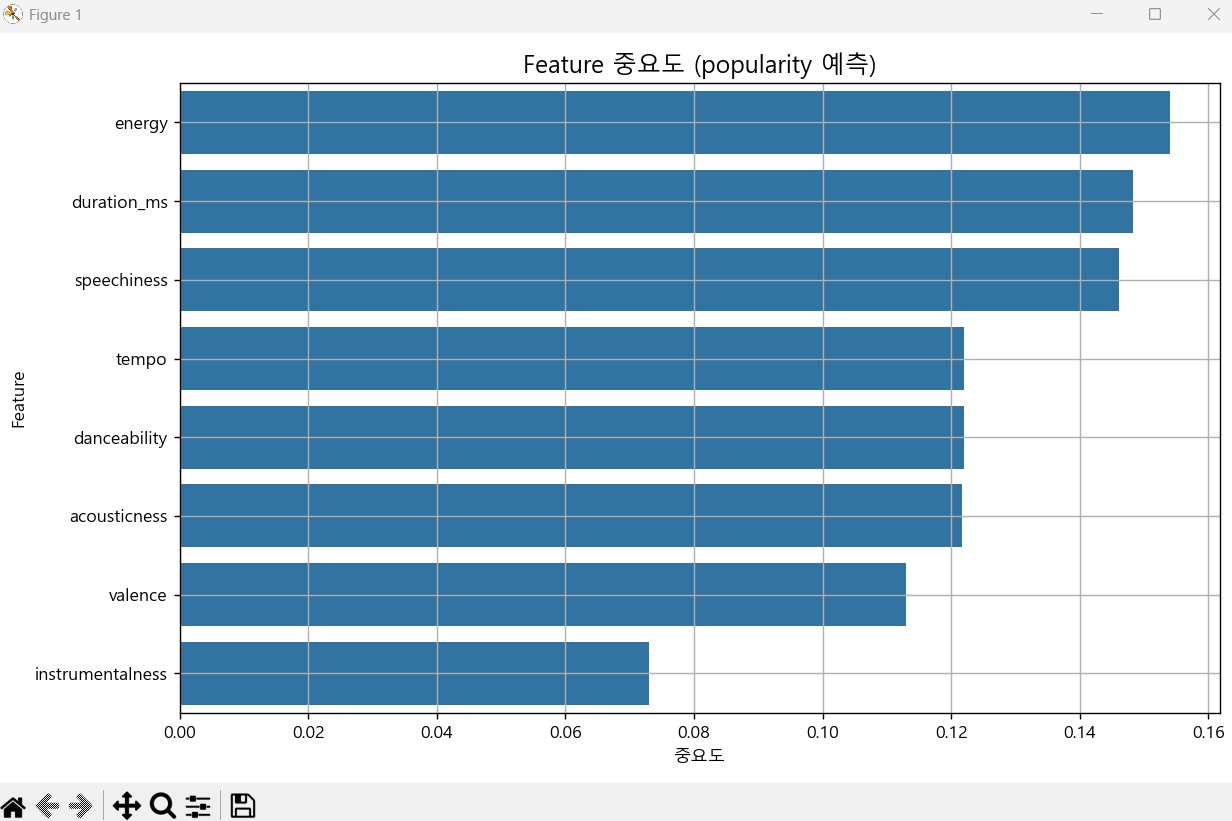 Figure 1
Feature 중요도 (popularity 예측)
energy
duration_ms
speechiness
tempo
danceability
acousticness
valence
instrumentalness
Feature
0.00 0.02 0.04 0.06 0.08 0.10 0.12 0.14 0.16
중요도